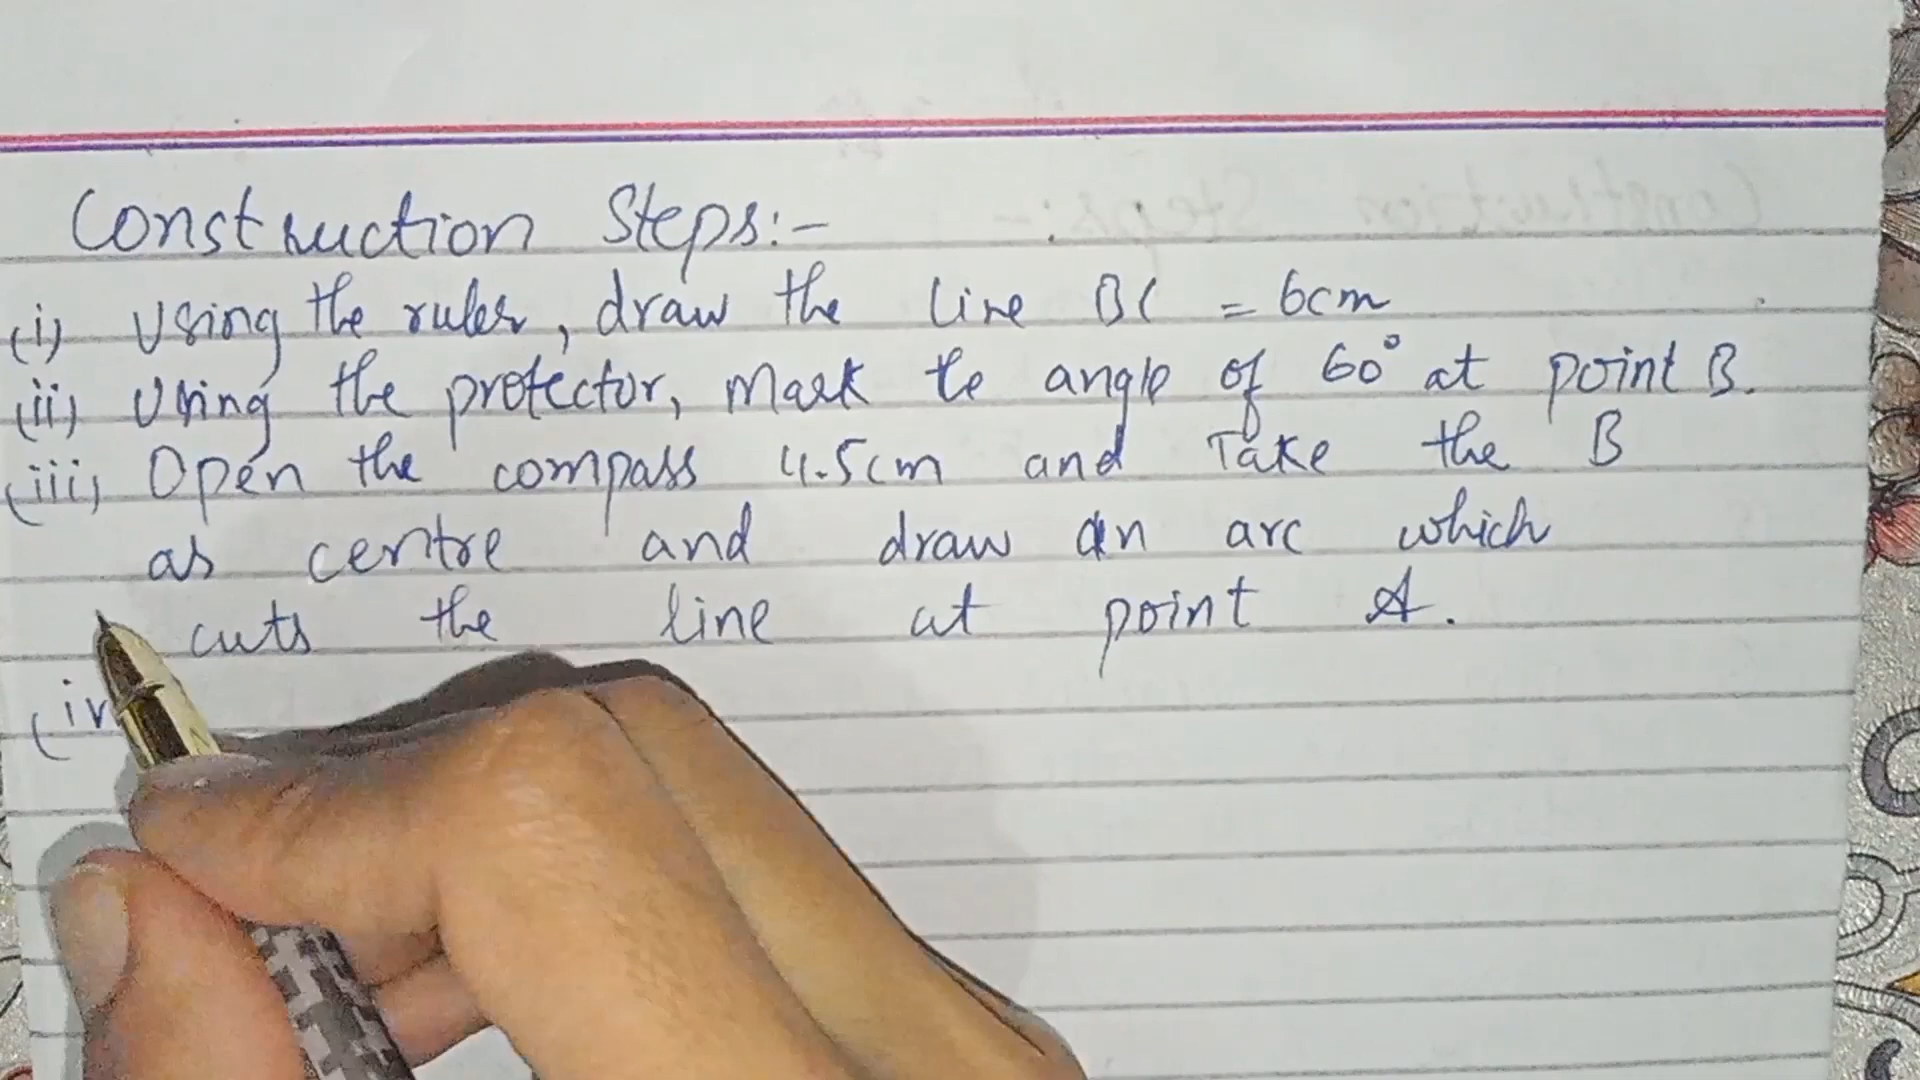 Construction Steps:-
(i) Using the ruler, draw the line BC = 6cm
(ii) Using the protector, Mark te angle of 60° at point B.
(iii) Open the compass 4.5cm and Take the B
as centre and draw an arc which
cuts the line at point A.
(iv